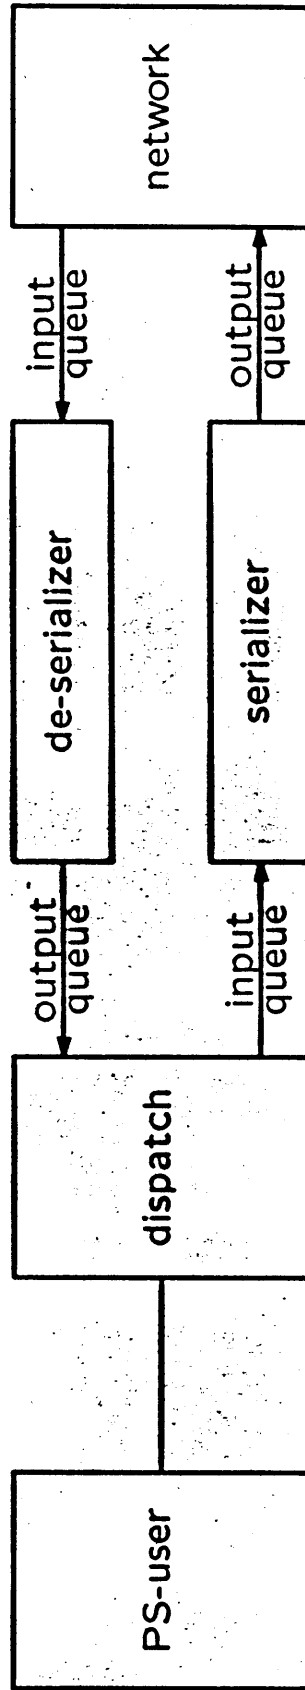 PS-user
dispatch
output
queue
input
queue
de-serializer
serializer
input
queue
output
queue
network